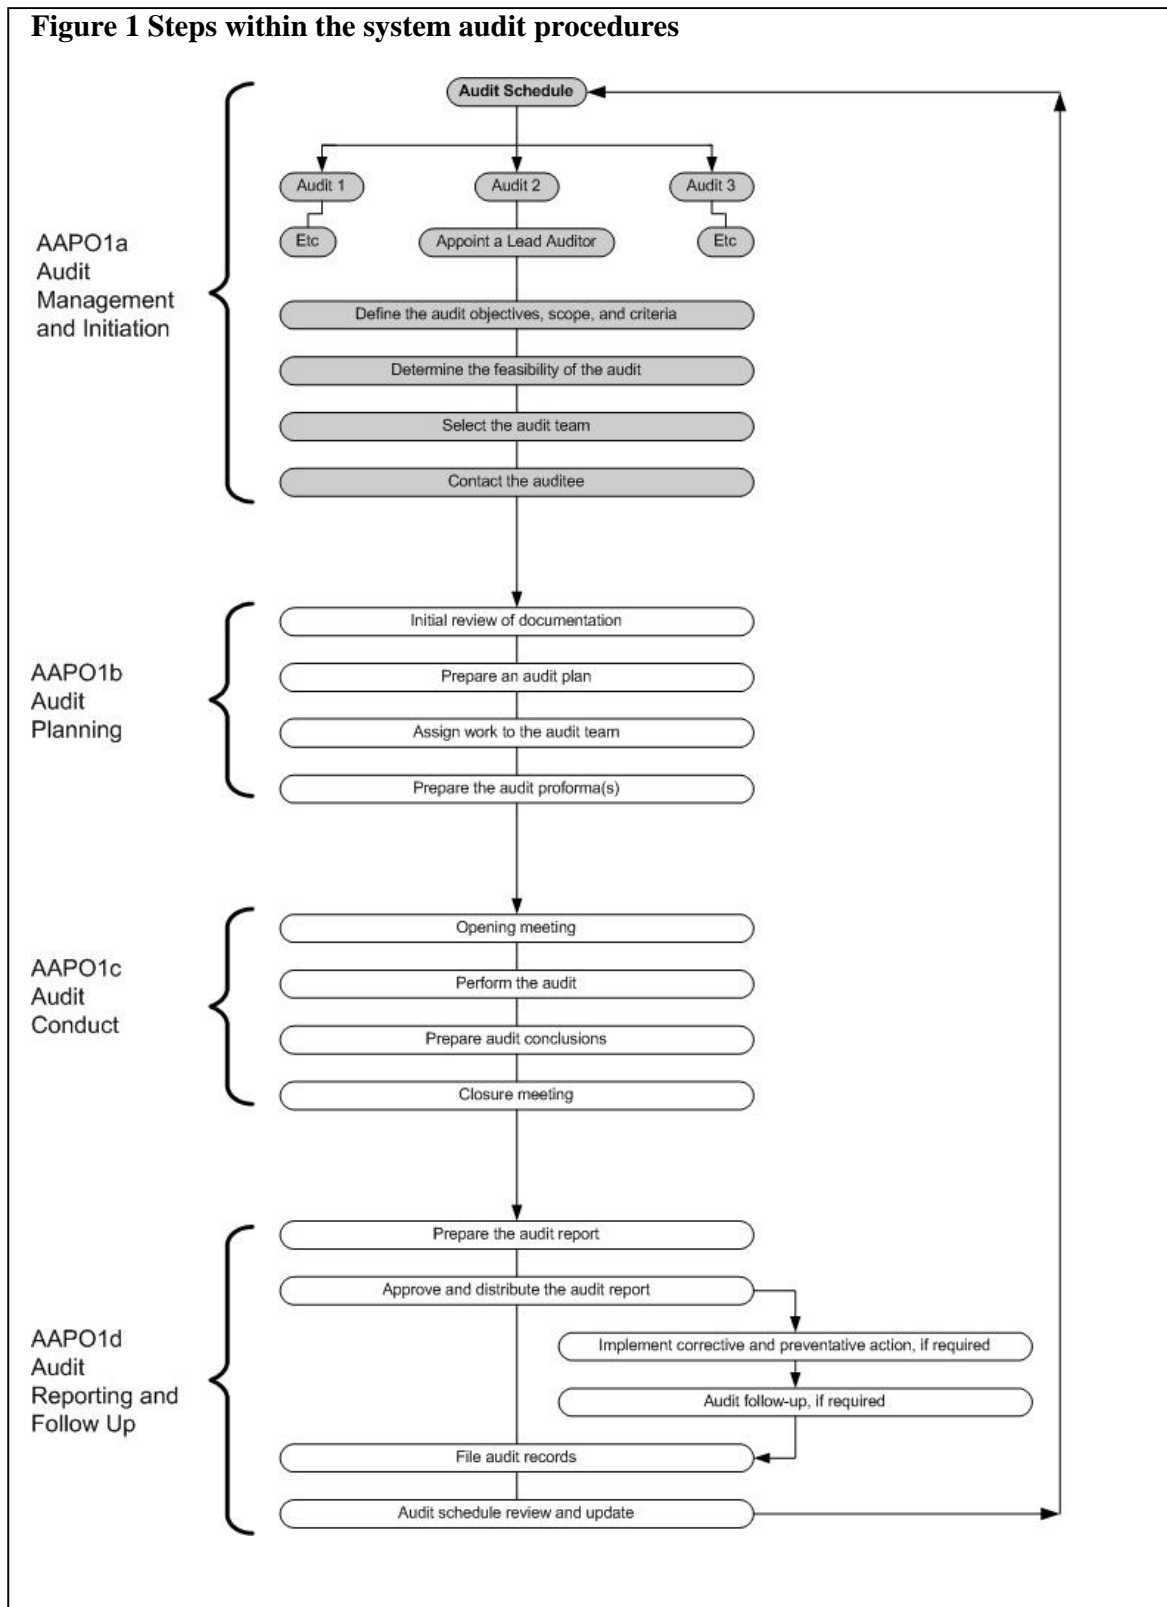 Figure 1 Steps within the system audit procedures
Audit Schedule
Audit 1
Audit 2
Audit 3
Etc
Appoint a Lead Auditor
Etc
AAPO1a
Audit
Management
and Initiation
Define the audit objectives, scope, and criteria
Determine the feasibility of the audit
Select the audit team
Contact the auditee
AAPO1b
Audit
Planning
Initial review of documentation
Prepare an audit plan
Assign work to the audit team
Prepare the audit proforma(s)
AAPO1c
Audit
Conduct
Opening meeting
Perform the audit
Prepare audit conclusions
Closure meeting
AAPO1d
Audit
Reporting and
Follow Up
Prepare the audit report
Approve and distribute the audit report
Implement corrective and preventative action, if required
Audit follow-up, if required
File audit records
Audit schedule review and update